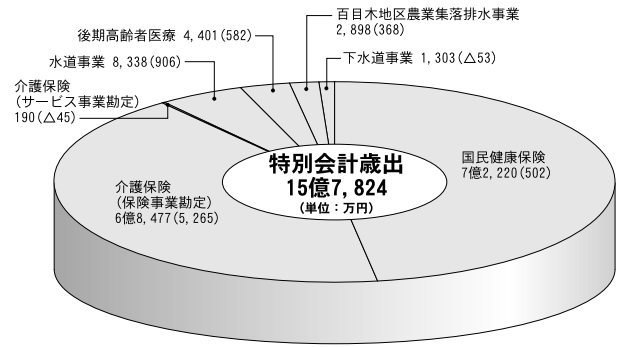 百目木地区農業集落排水事業
2,898(368)
後期高齢者医療 4,401(582)
下水道事業 1,303(△53)
水道事業 8,338(906)
介護保険
(サービス事業勘定)
190(△45)
特別会計歳出
15億7,824
(単位：万円)
国民健康保険
7億2,220(502)
介護保険
(保険事業勘定)
6億8,477(5,265)